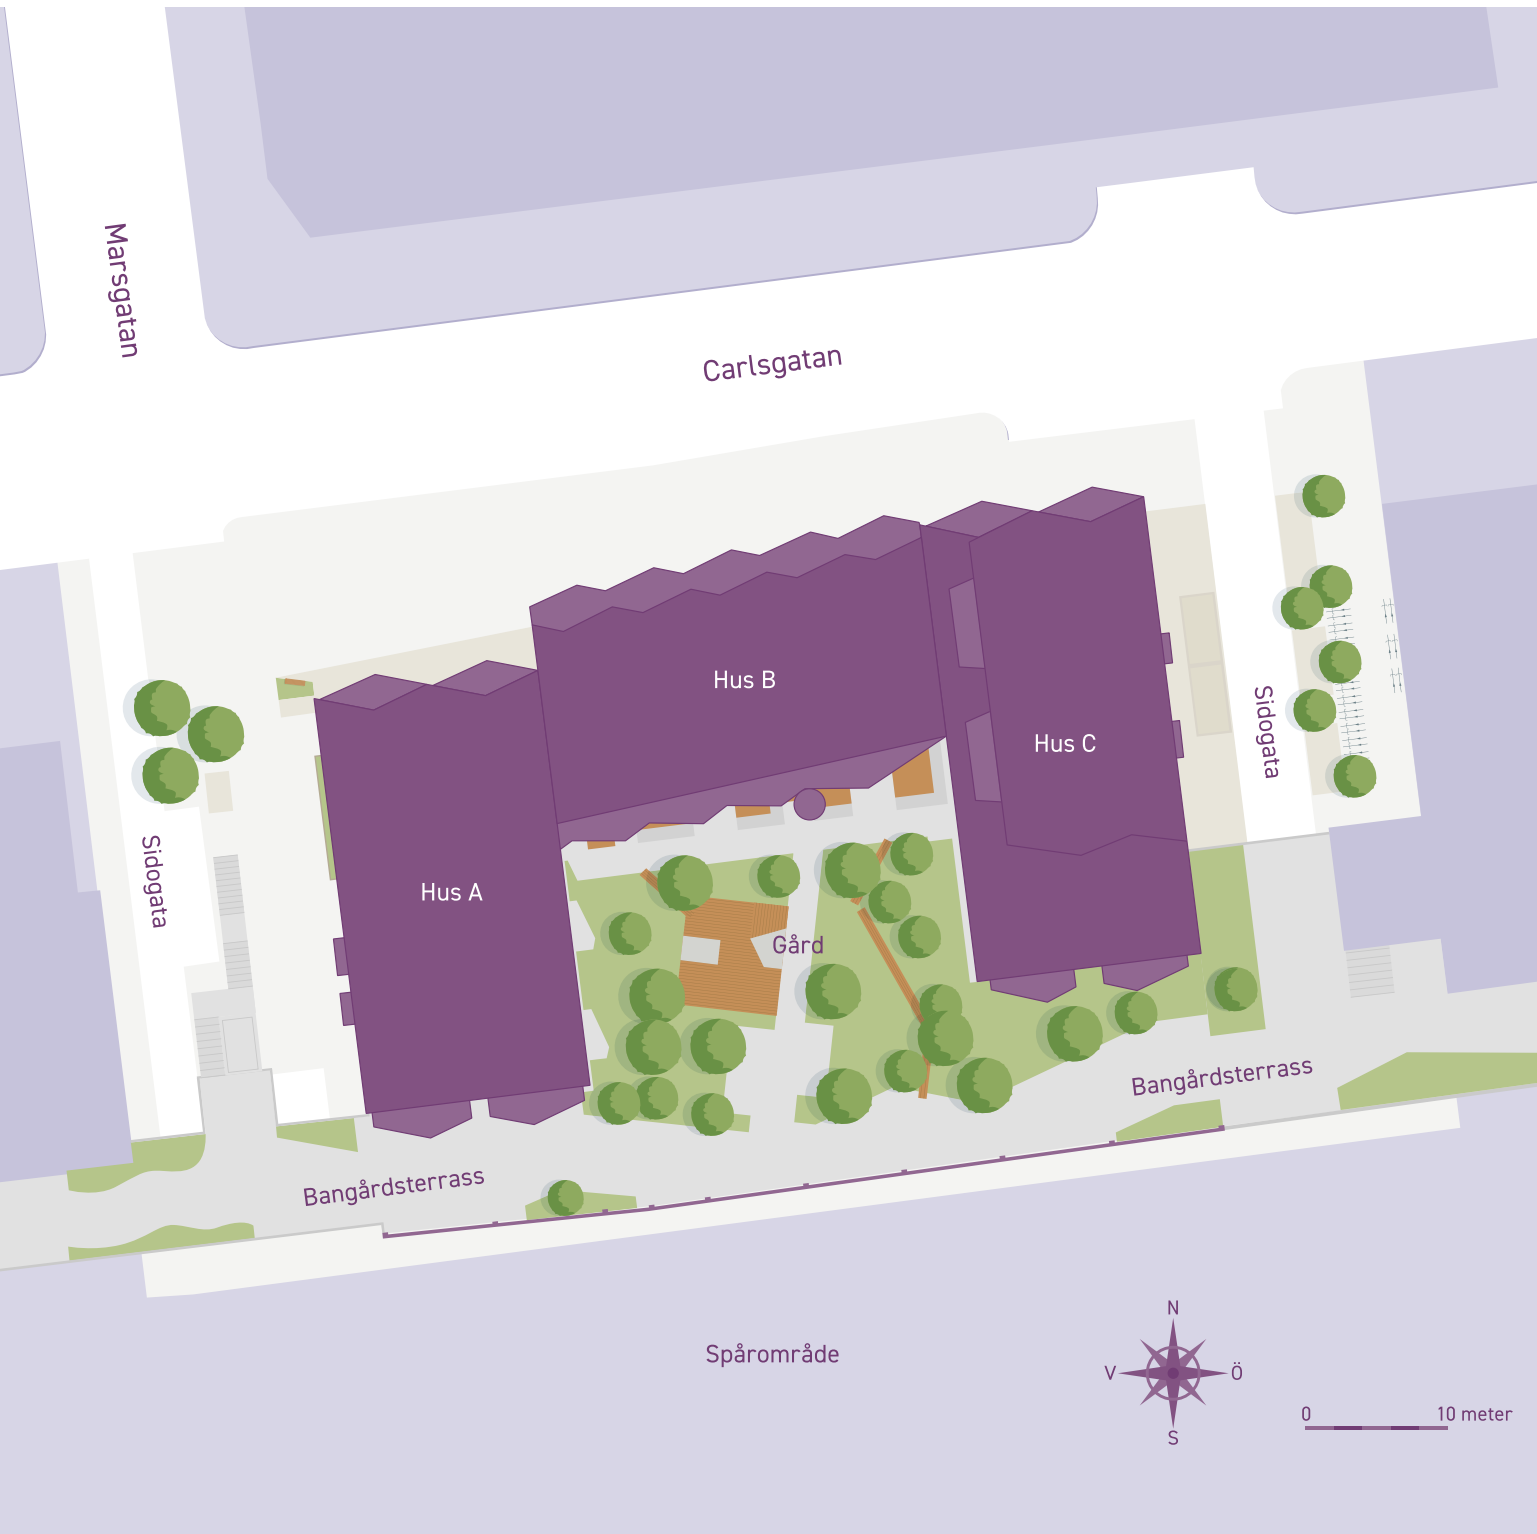 Marsgatan
Carlsgatan
Hus B
Sidogata
Hus C
Sidogata
Hus A
Gård
Bangårdsterrass
Bangårdsterrass
Spårområde
N
V
Ö
S
0 10 meter